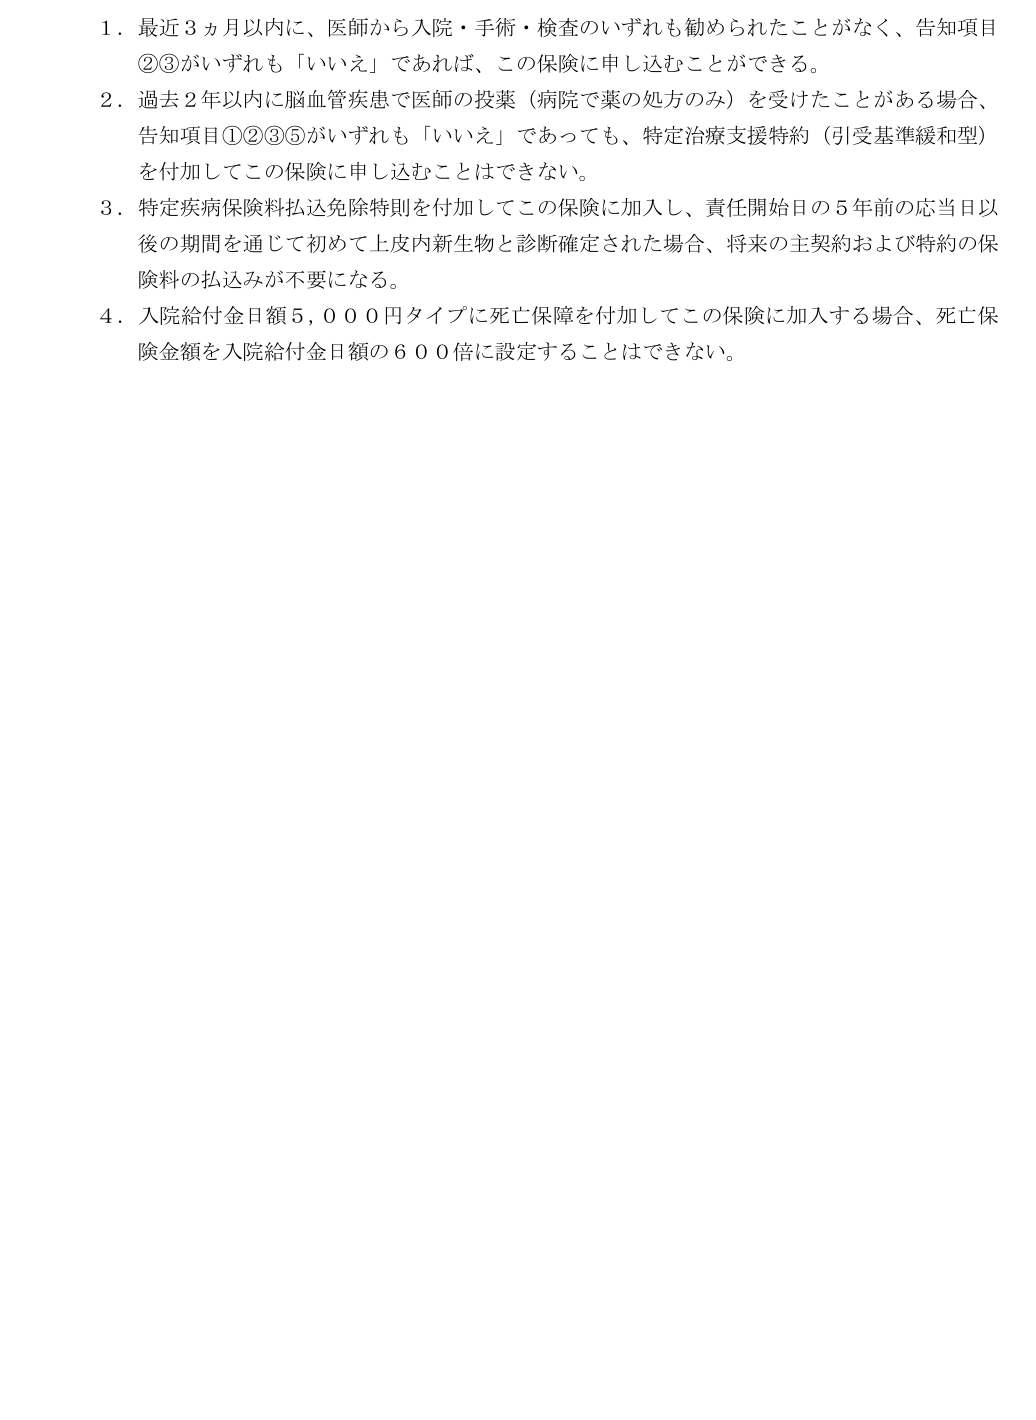 １．最近３ヵ月以内に、医師から入院・手術・検査のいずれも勧められたことがなく、告知項目
②③がいずれも「いいえ」であれば、この保険に申し込むことができる。
２．過去２年以内に脳血管疾患で医師の投薬（病院で薬の処方のみ）を受けたことがある場合、
告知項目①②③⑤がいずれも「いいえ」であっても、特定治療支援特約（引受基準緩和型）
を付加してこの保険に申し込むことはできない。
３．特定疾病保険料払込免除特則を付加してこの保険に加入し、責任開始日の５年前の応当日以
後の期間を通じて初めて上皮内新生物と診断確定された場合、将来の主契約および特約の保
険料の払込みが不要になる。
４．入院給付金日額５,０００円タイプに死亡保障を付加してこの保険に加入する場合、死亡保
険金額を入院給付金日額の６００倍に設定することはできない。